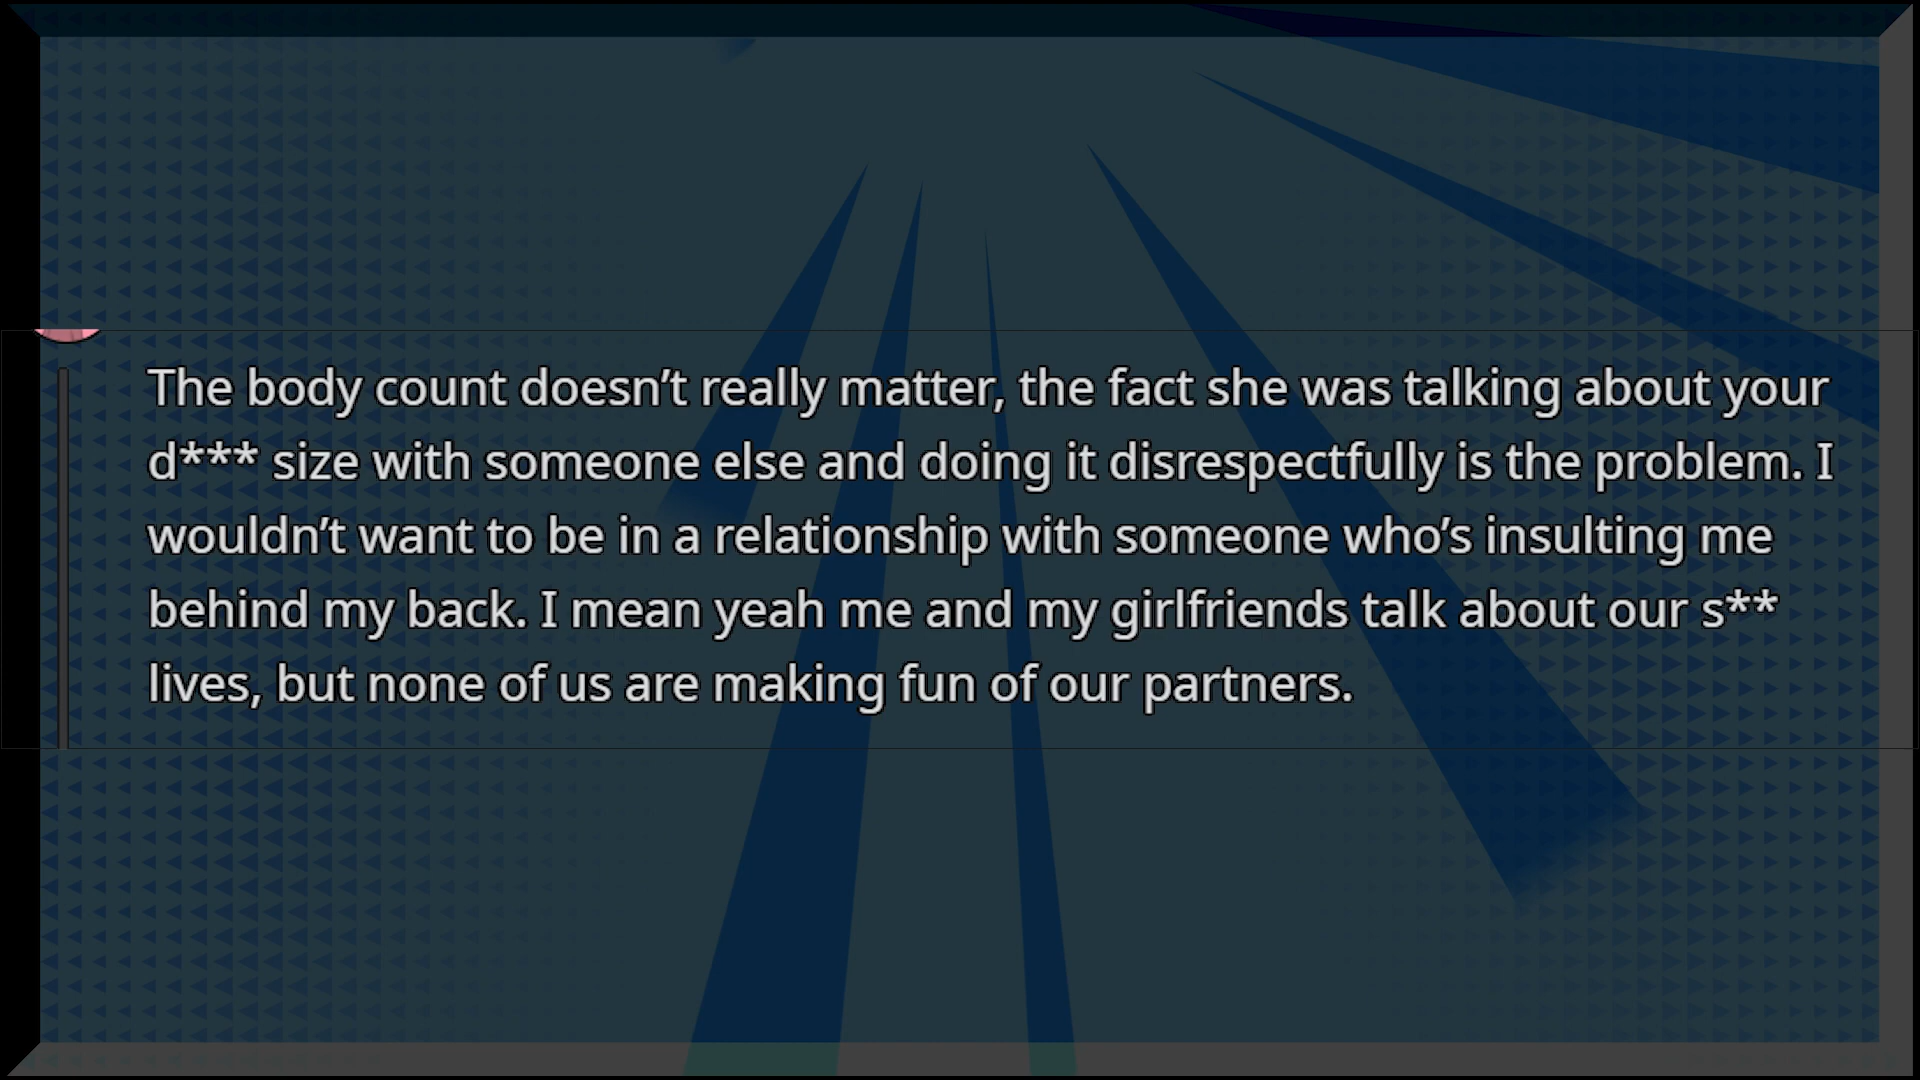 The body count doesn’t really matter, the fact she was talking about your
d*** size with someone else and doing it disrespectfully is the problem. I
wouldn’t want to be in a relationship with someone who’s insulting me
behind my back. I mean yeah me and my girlfriends talk about our s**
lives, but none of us are making fun of our partners.